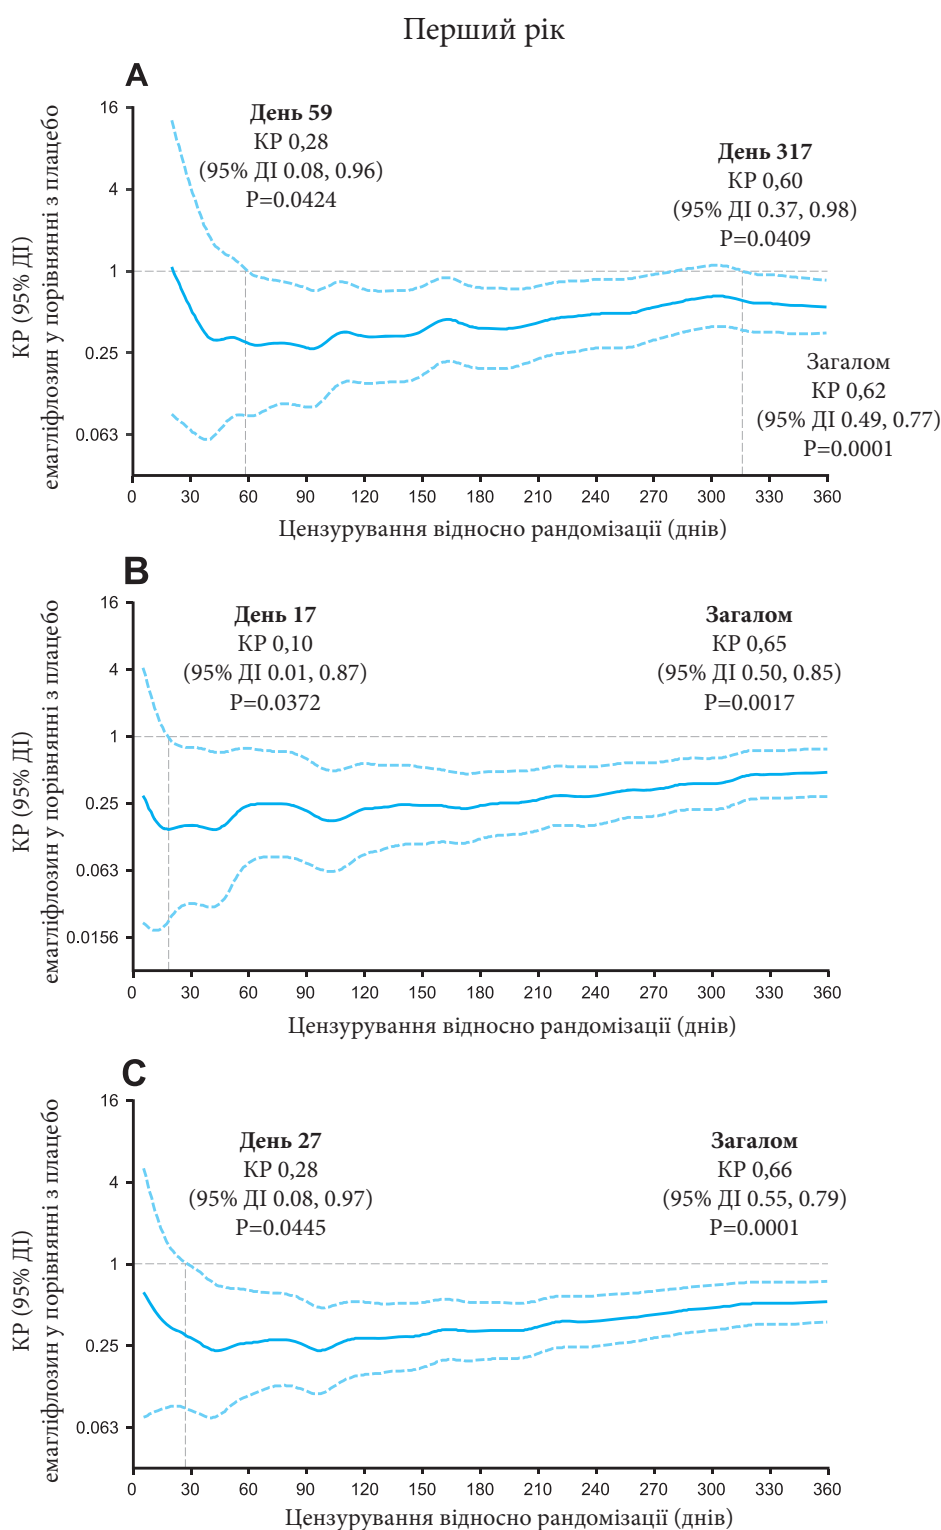 Перший рік
A
КР (95% ДІ)
емагліфлозин у порівнянні з плацебо
16
4
1
0.25
0.063
День 59
КР 0,28
(95% ДІ 0.08, 0.96)
P=0.0424
День 317
КР 0,60
(95% ДІ 0.37, 0.98)
P=0.0409
Загалом
КР 0,62
(95% ДІ 0.49, 0.77)
P=0.0001
0 30 60 90 120 150 180 210 240 270 300 330 360
Цензурування відносно рандомізації (днів)
B
КР (95% ДІ)
емагліфлозин у порівнянні з плацебо
16
4
1
0.25
0.063
0.0156
День 17
КР 0,10
(95% ДІ 0.01, 0.87)
P=0.0372
Загалом
КР 0,65
(95% ДІ 0.50, 0.85)
P=0.0017
0 30 60 90 120 150 180 210 240 270 300 330 360
Цензурування відносно рандомізації (днів)
C
КР (95% ДІ)
емагліфлозин у порівнянні з плацебо
16
4
1
0.25
0.063
День 27
КР 0,28
(95% ДІ 0.08, 0.97)
P=0.0445
Загалом
КР 0,66
(95% ДІ 0.55, 0.79)
P=0.0001
0 30 60 90 120 150 180 210 240 270 300 330 360
Цензурування відносно рандомізації (днів)